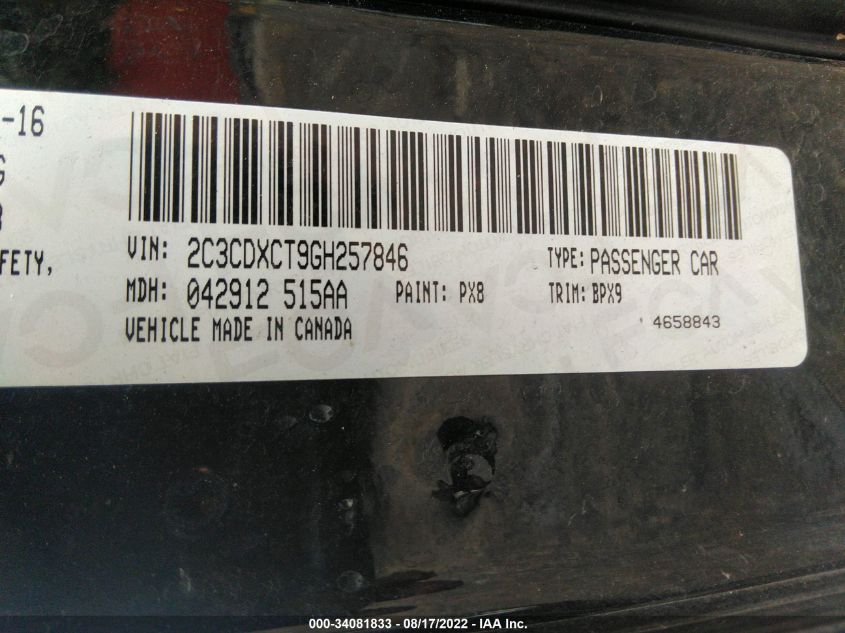 -16
VIN: 2C3CDXCT9GH257846 TYPE: PASSENGER CAR
FETY,
MDH: 042912 515AA PAINT: PX8 TRIM: BPX9
VEHICLE MADE IN CANADA 4658843
000-34081833 - 08/17/2022 - IAA Inc.